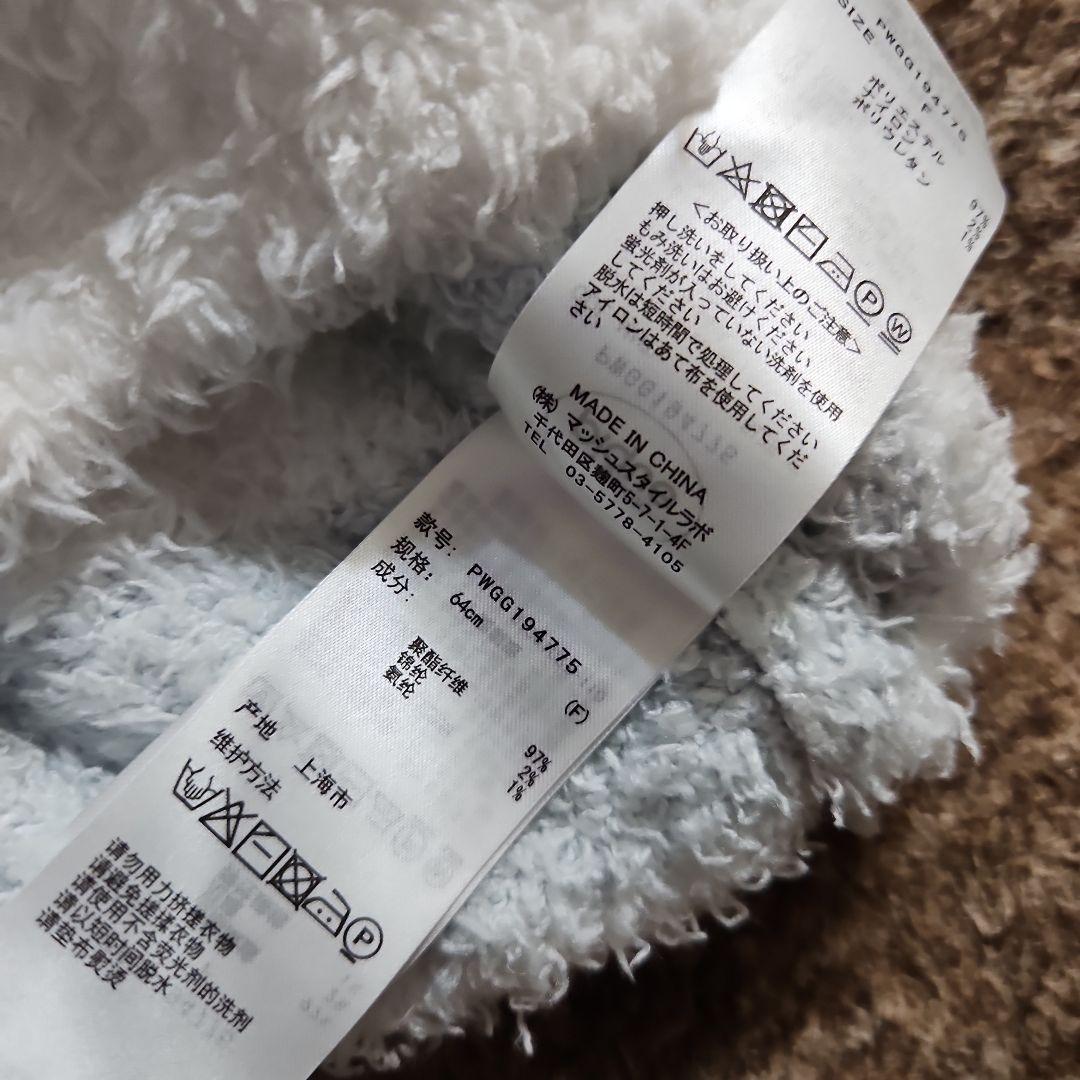 PWGG194775
SIZE F
ポリエステル 97%
ナイロン 2%
ポリウレタン 1%
P W
<お取り扱い上のご注意>
押し洗いをしてください
もみ洗いはお避けください
蛍光剤が入っていない洗剤を使用
してください
脱水は短時間で処理してください
アイロンはあて布を使用してくだ
さい
MADE IN CHINA
(株) マッシュスタイルラボ
千代田区麹町5-7-1-4F
TEL 03-5778-4105
款号: PWGG194775
规格: 64cm (F)
成分:
聚酯纤维 97%
锦纶 2%
氨纶 1%
产地 上海市
维护方法
P
请勿用力挤搓衣物
请避免搓揉衣物
请使用不含荧光剂的洗剂
请以短时间脱水
请垫布熨烫